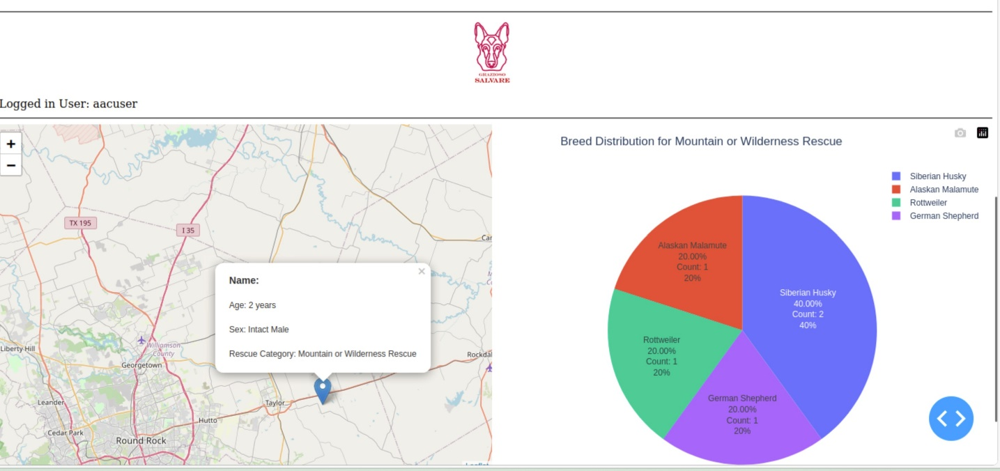 GRAZIOSO
SALVARE
Logged in User: aacuser
+
−
TX 195
I 35
Name:
×
Age: 2 years
Sex: Intact Male
Rescue Category: Mountain or Wilderness Rescue
Liberty Hill
Williamson
County
Georgetown
Leander
Taylor
Hutto
Cedar Park
Round Rock
Breed Distribution for Mountain or Wilderness Rescue
Siberian Husky
Alaskan Malamute
Rottweiler
German Shepherd
Alaskan Malamute
20.00%
Count: 1
20%
Siberian Husky
40.00%
Count: 2
40%
Rottweiler
20.00%
Count: 1
20%
German Shepherd
20.00%
Count: 1
20%